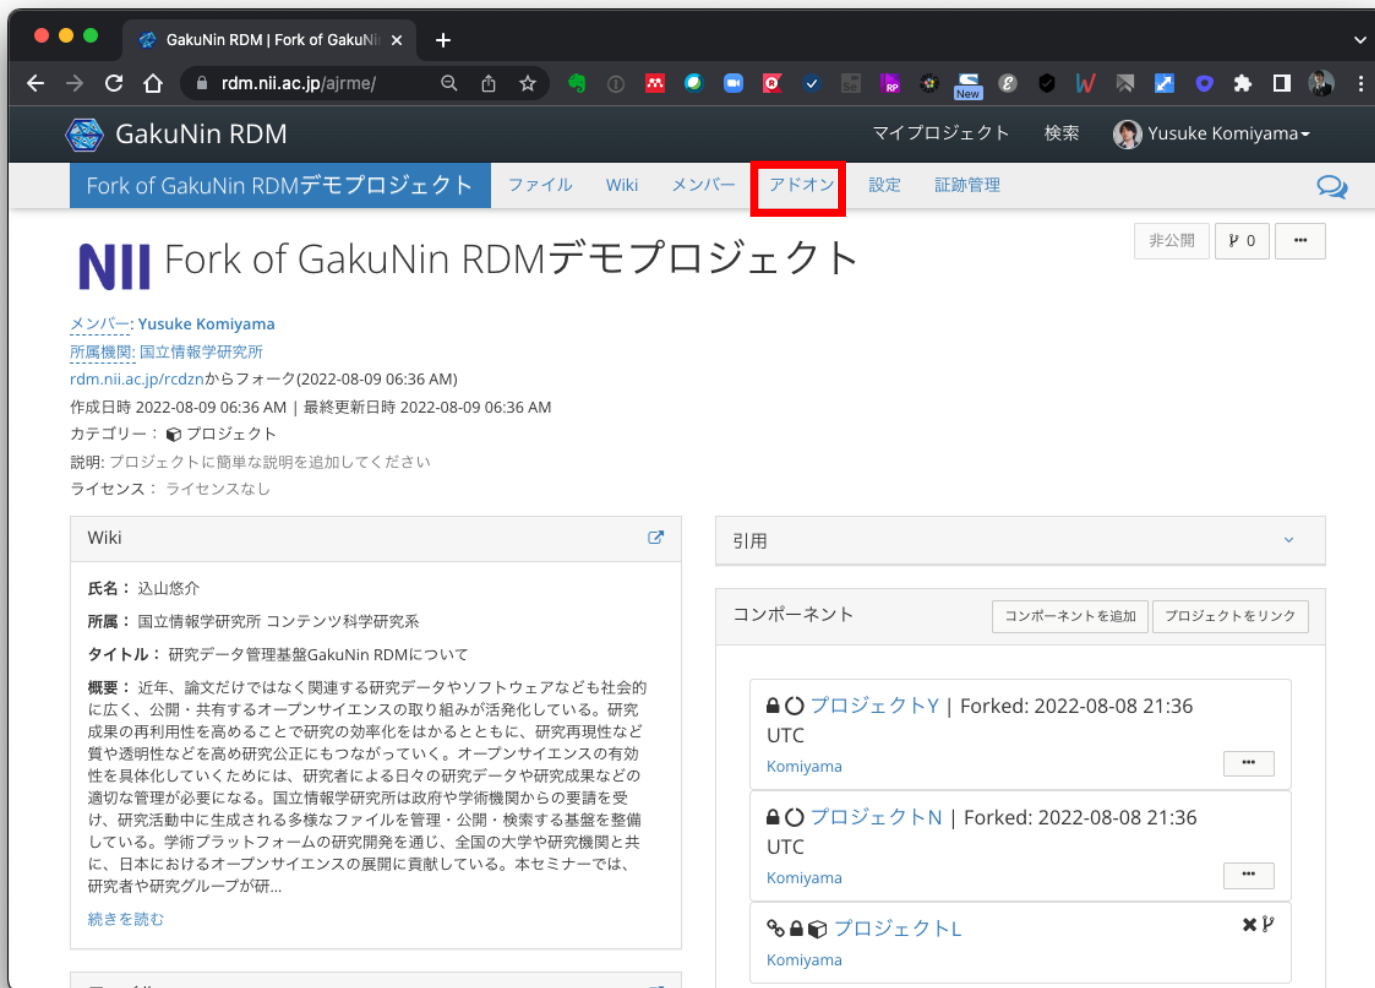 GakuNin RDM | Fork of GakuNi
rdm.nii.ac.jp/ajrme/
New
GakuNin RDM
マイプロジェクト
検索
Yusuke Komiyama
Fork of GakuNin RDMデモプロジェクト
ファイル
Wiki
メンバー
アドオン
設定
証跡管理
NII Fork of GakuNin RDMデモプロジェクト
非公開
0
メンバー: Yusuke Komiyama
所属機関: 国立情報学研究所
rdm.nii.ac.jp/rcdznからフォーク(2022-08-09 06:36 AM)
作成日時 2022-08-09 06:36 AM | 最終更新日時 2022-08-09 06:36 AM
カテゴリー： プロジェクト
説明: プロジェクトに簡単な説明を追加してください
ライセンス： ライセンスなし
Wiki
氏名： 込山悠介
所属： 国立情報学研究所 コンテンツ科学研究系
タイトル： 研究データ管理基盤GakuNin RDMについて
概要： 近年、論文だけではなく関連する研究データやソフトウェアなども社会的
に広く、公開・共有するオープンサイエンスの取り組みが活発化している。研究
成果の再利用性を高めることで研究の効率化をはかるとともに、研究再現性など
質や透明性などを高め研究公正にもつながっていく。オープンサイエンスの有効
性を具体化していくためには、研究者による日々の研究データや研究成果などの
適切な管理が必要になる。国立情報学研究所は政府や学術機関からの要請を受
け、研究活動中に生成される多様なファイルを管理・公開・検索する基盤を整備
している。学術プラットフォームの研究開発を通じ、全国の大学や研究機関と共
に、日本におけるオープンサイエンスの展開に貢献している。本セミナーでは、
研究者や研究グループが研...
続きを読む
引用
コンポーネント
コンポーネントを追加
プロジェクトをリンク
プロジェクトY | Forked: 2022-08-08 21:36
UTC
Komiyama
プロジェクトN | Forked: 2022-08-08 21:36
UTC
Komiyama
プロジェクトL
Komiyama